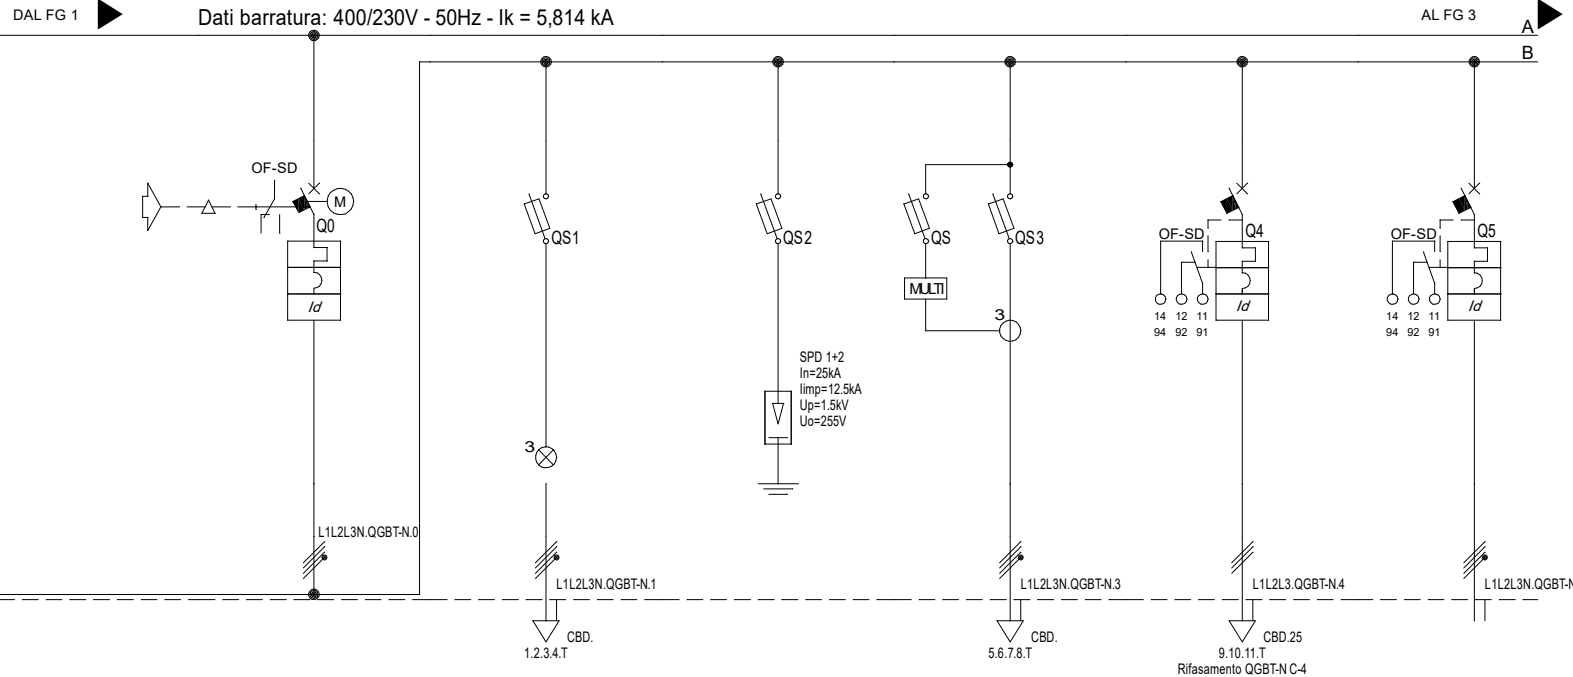 DAL FG 1
Dati barratura: 400/230V - 50Hz - Ik = 5,814 kA
AL FG 3
A
B
OF-SD
M
Q0
Id
L1L2L3N.QGBT-N.0
QS1
3
L1L2L3N.QGBT-N.1
CBD.
1.2.3.4.T
QS2
SPD 1+2
In=25kA
Iimp=12.5kA
Up=1.5kV
Uo=255V
QS
QS3
MULTI
3
L1L2L3N.QGBT-N.3
CBD.
5.6.7.8.T
OF-SD
Q4
Id
14 12 11
94 92 91
L1L2L3.QGBT-N.4
CBD.25
9.10.11.T
Rifasamento QGBT-N C-4
OF-SD
Q5
Id
14 12 11
94 92 91
L1L2L3N.QGBT-N